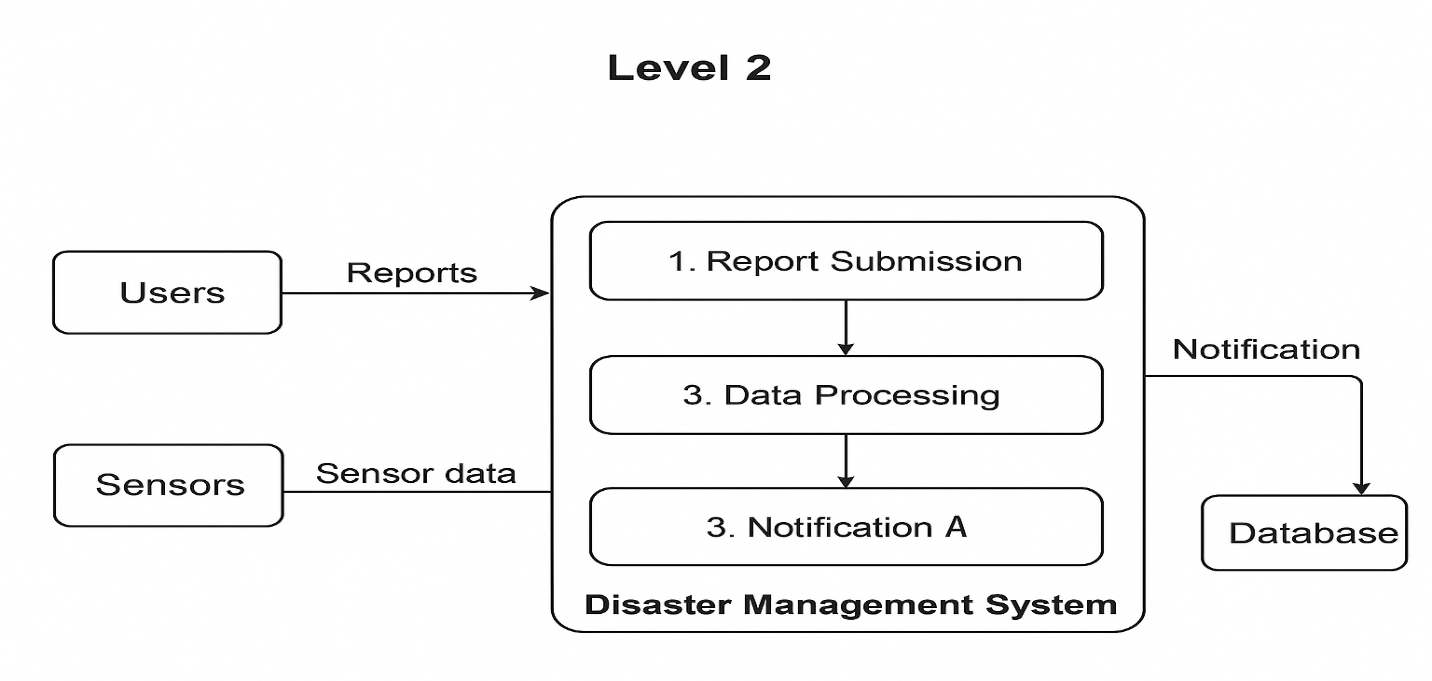 Level 2
Users
Reports
Sensors
Sensor data
1. Report Submission
3. Data Processing
3. Notification A
Disaster Management System
Notification
Database